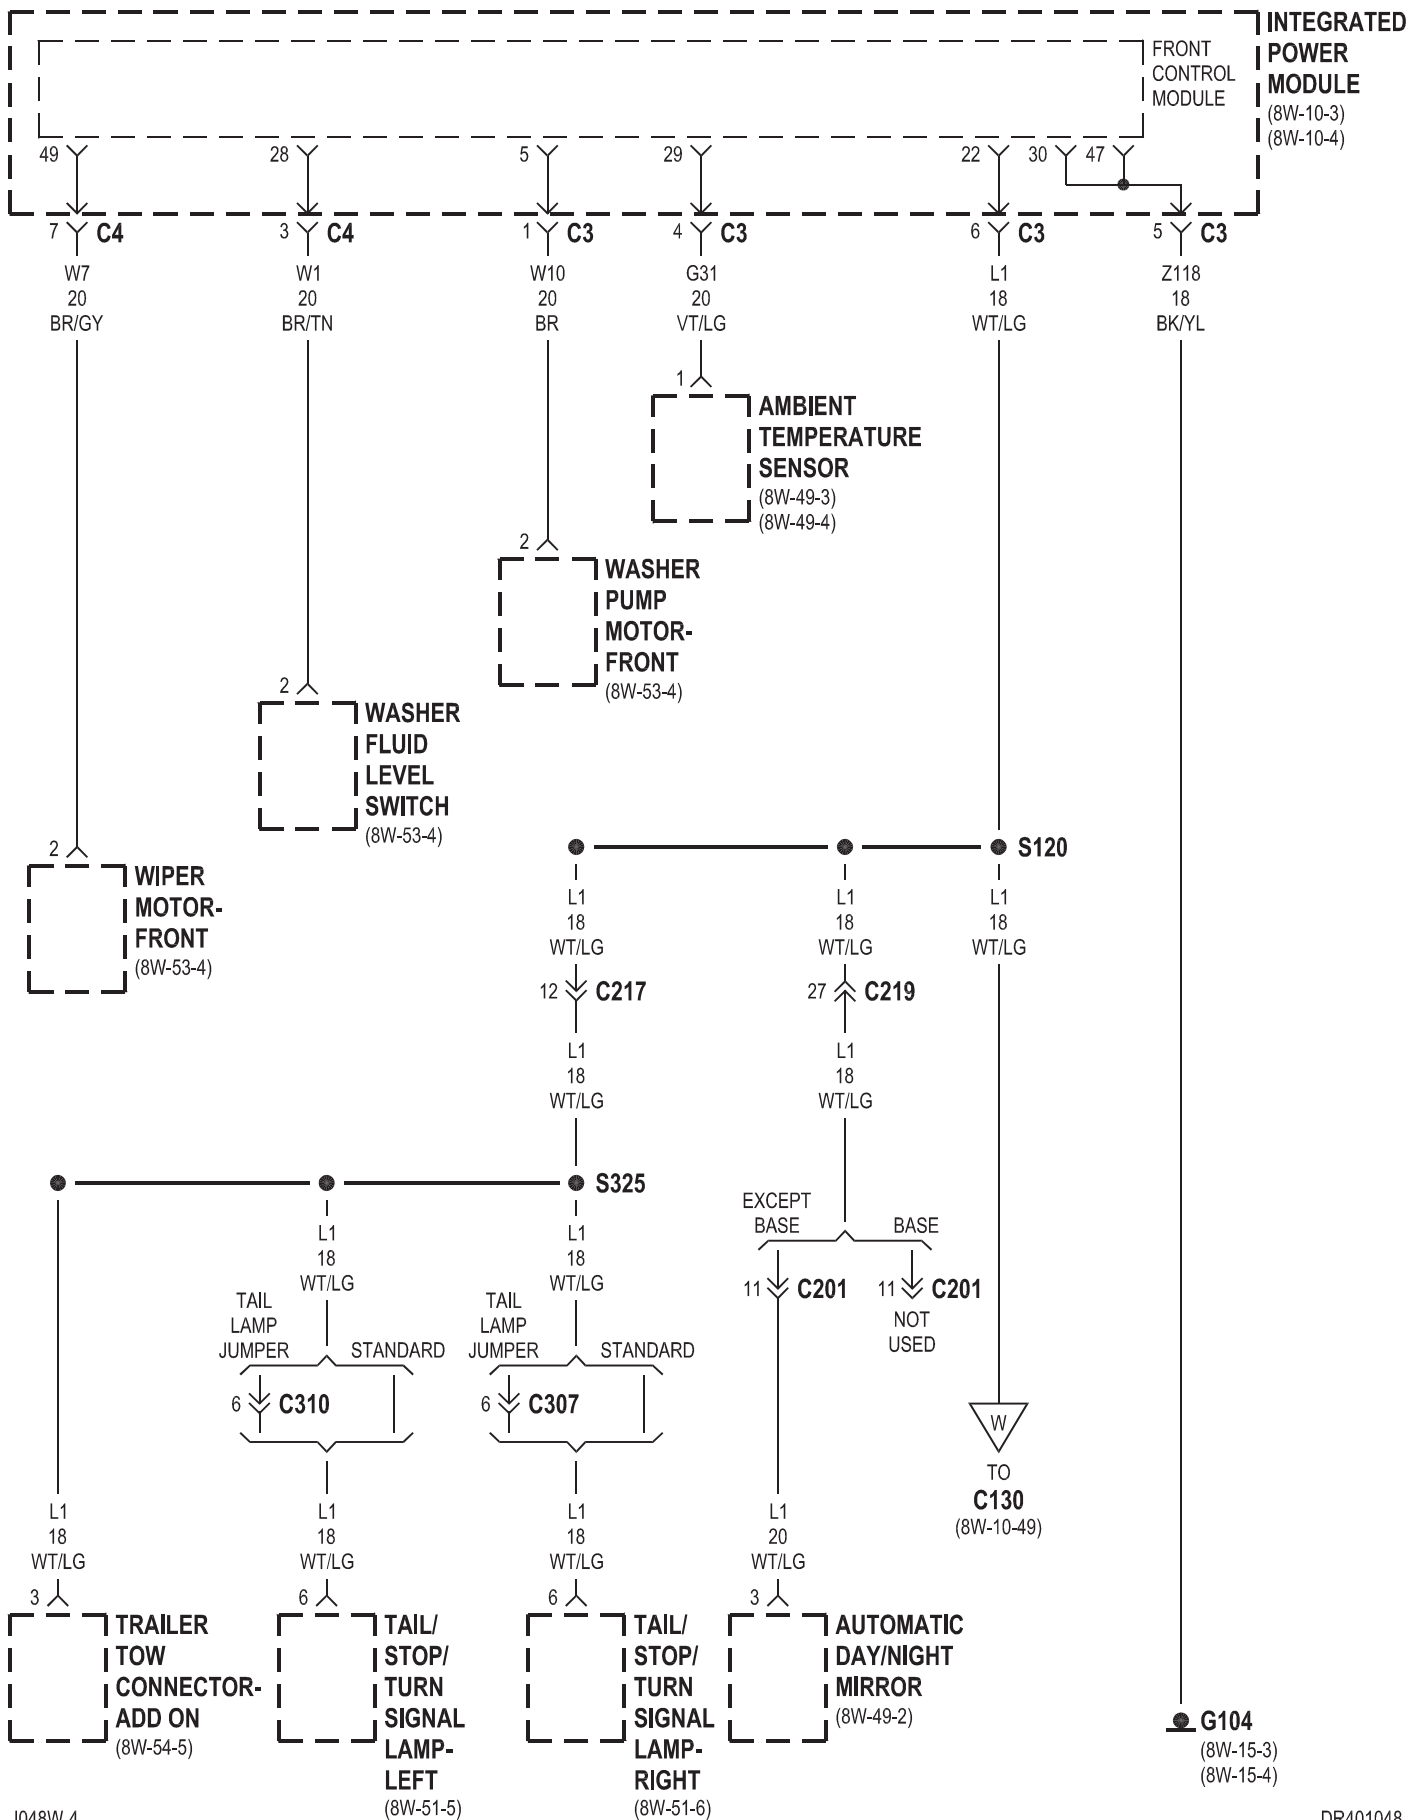 INTEGRATED
POWER
MODULE
(8W-10-3)
(8W-10-4)
FRONT
CONTROL
MODULE
49 28 5 29 22 30 47
7 C4 3 C4 1 C3 4 C3 6 C3 5 C3
W7 W1 W10 G31 L1 Z118
20 20 20 20 18 18
BR/GY BR/TN BR VT/LG WT/LG BK/YL
1
AMBIENT
TEMPERATURE
SENSOR
(8W-49-3)
(8W-49-4)
2
WASHER
PUMP
MOTOR-
FRONT
(8W-53-4)
2
WASHER
FLUID
LEVEL
SWITCH
(8W-53-4)
2
WIPER
MOTOR-
FRONT
(8W-53-4)
S120
L1 L1 L1
18 18 18
WT/LG WT/LG WT/LG
12 C217 27 C219
L1 L1
18 18
WT/LG WT/LG
S325
L1 L1
18 18
WT/LG WT/LG
EXCEPT
BASE BASE
11 C201 11 C201
NOT
USED
TAIL
LAMP
JUMPER STANDARD
6 C310
TAIL
LAMP
JUMPER STANDARD
6 C307
W
TO
C130
(8W-10-49)
L1 L1 L1 L1
18 18 18 20
WT/LG WT/LG WT/LG WT/LG
3 6 6 3
TRAILER
TOW
CONNECTOR-
ADD ON
(8W-54-5)
TAIL/
STOP/
TURN
SIGNAL
LAMP-
LEFT
(8W-51-5)
TAIL/
STOP/
TURN
SIGNAL
LAMP-
RIGHT
(8W-51-6)
AUTOMATIC
DAY/NIGHT
MIRROR
(8W-49-2)
G104
(8W-15-3)
(8W-15-4)
J048W-4 DR401048